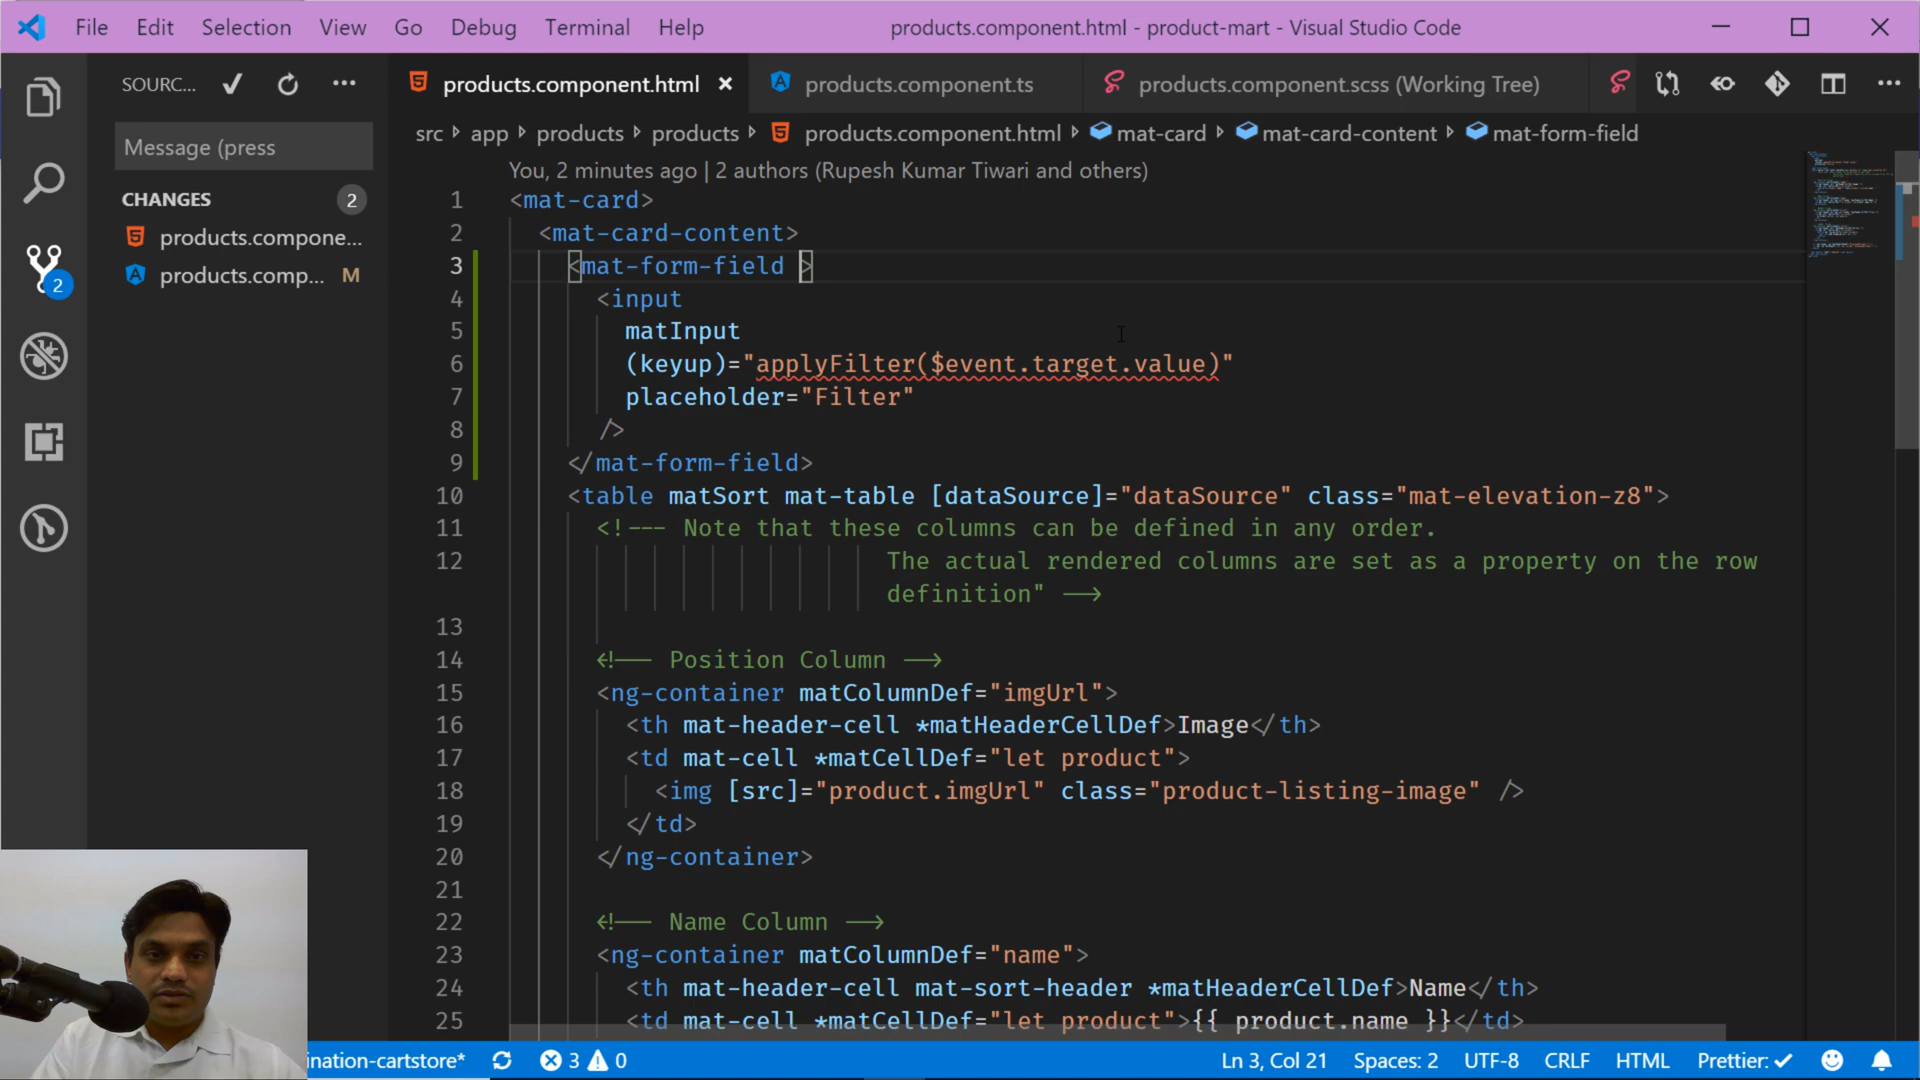 File Edit Selection View Go Debug Terminal Help products.component.html - product-mart - Visual Studio Code
SOURC...
products.component.html products.component.ts products.component.scss (Working Tree)
src app products products products.component.html mat-card mat-card-content mat-form-field
Message (press
CHANGES 2
products.compone...
products.comp... M
2
You, 2 minutes ago | 2 authors (Rupesh Kumar Tiwari and others)
1 <mat-card>
2 <mat-card-content>
3 <mat-form-field >
4 <input
5 matInput
6 (keyup)="applyFilter($event.target.value)"
7 placeholder="Filter"
8 />
9 </mat-form-field>
10 <table matSort mat-table [dataSource]="dataSource" class="mat-elevation-z8">
11 <!--- Note that these columns can be defined in any order.
12 The actual rendered columns are set as a property on the row
definition" -->
13
14 <!-- Position Column -->
15 <ng-container matColumnDef="imgUrl">
16 <th mat-header-cell *matHeaderCellDef>Image</th>
17 <td mat-cell *matCellDef="let product">
18 <img [src]="product.imgUrl" class="product-listing-image" />
19 </td>
20 </ng-container>
21
22 <!-- Name Column -->
23 <ng-container matColumnDef="name">
24 <th mat-header-cell mat-sort-header *matHeaderCellDef>Name</th>
25 <td mat-cell *matCellDef="let product">{{ product.name }}</td>
ination-cartstore* 3 0 Ln 3, Col 21 Spaces: 2 UTF-8 CRLF HTML Prettier: ✓